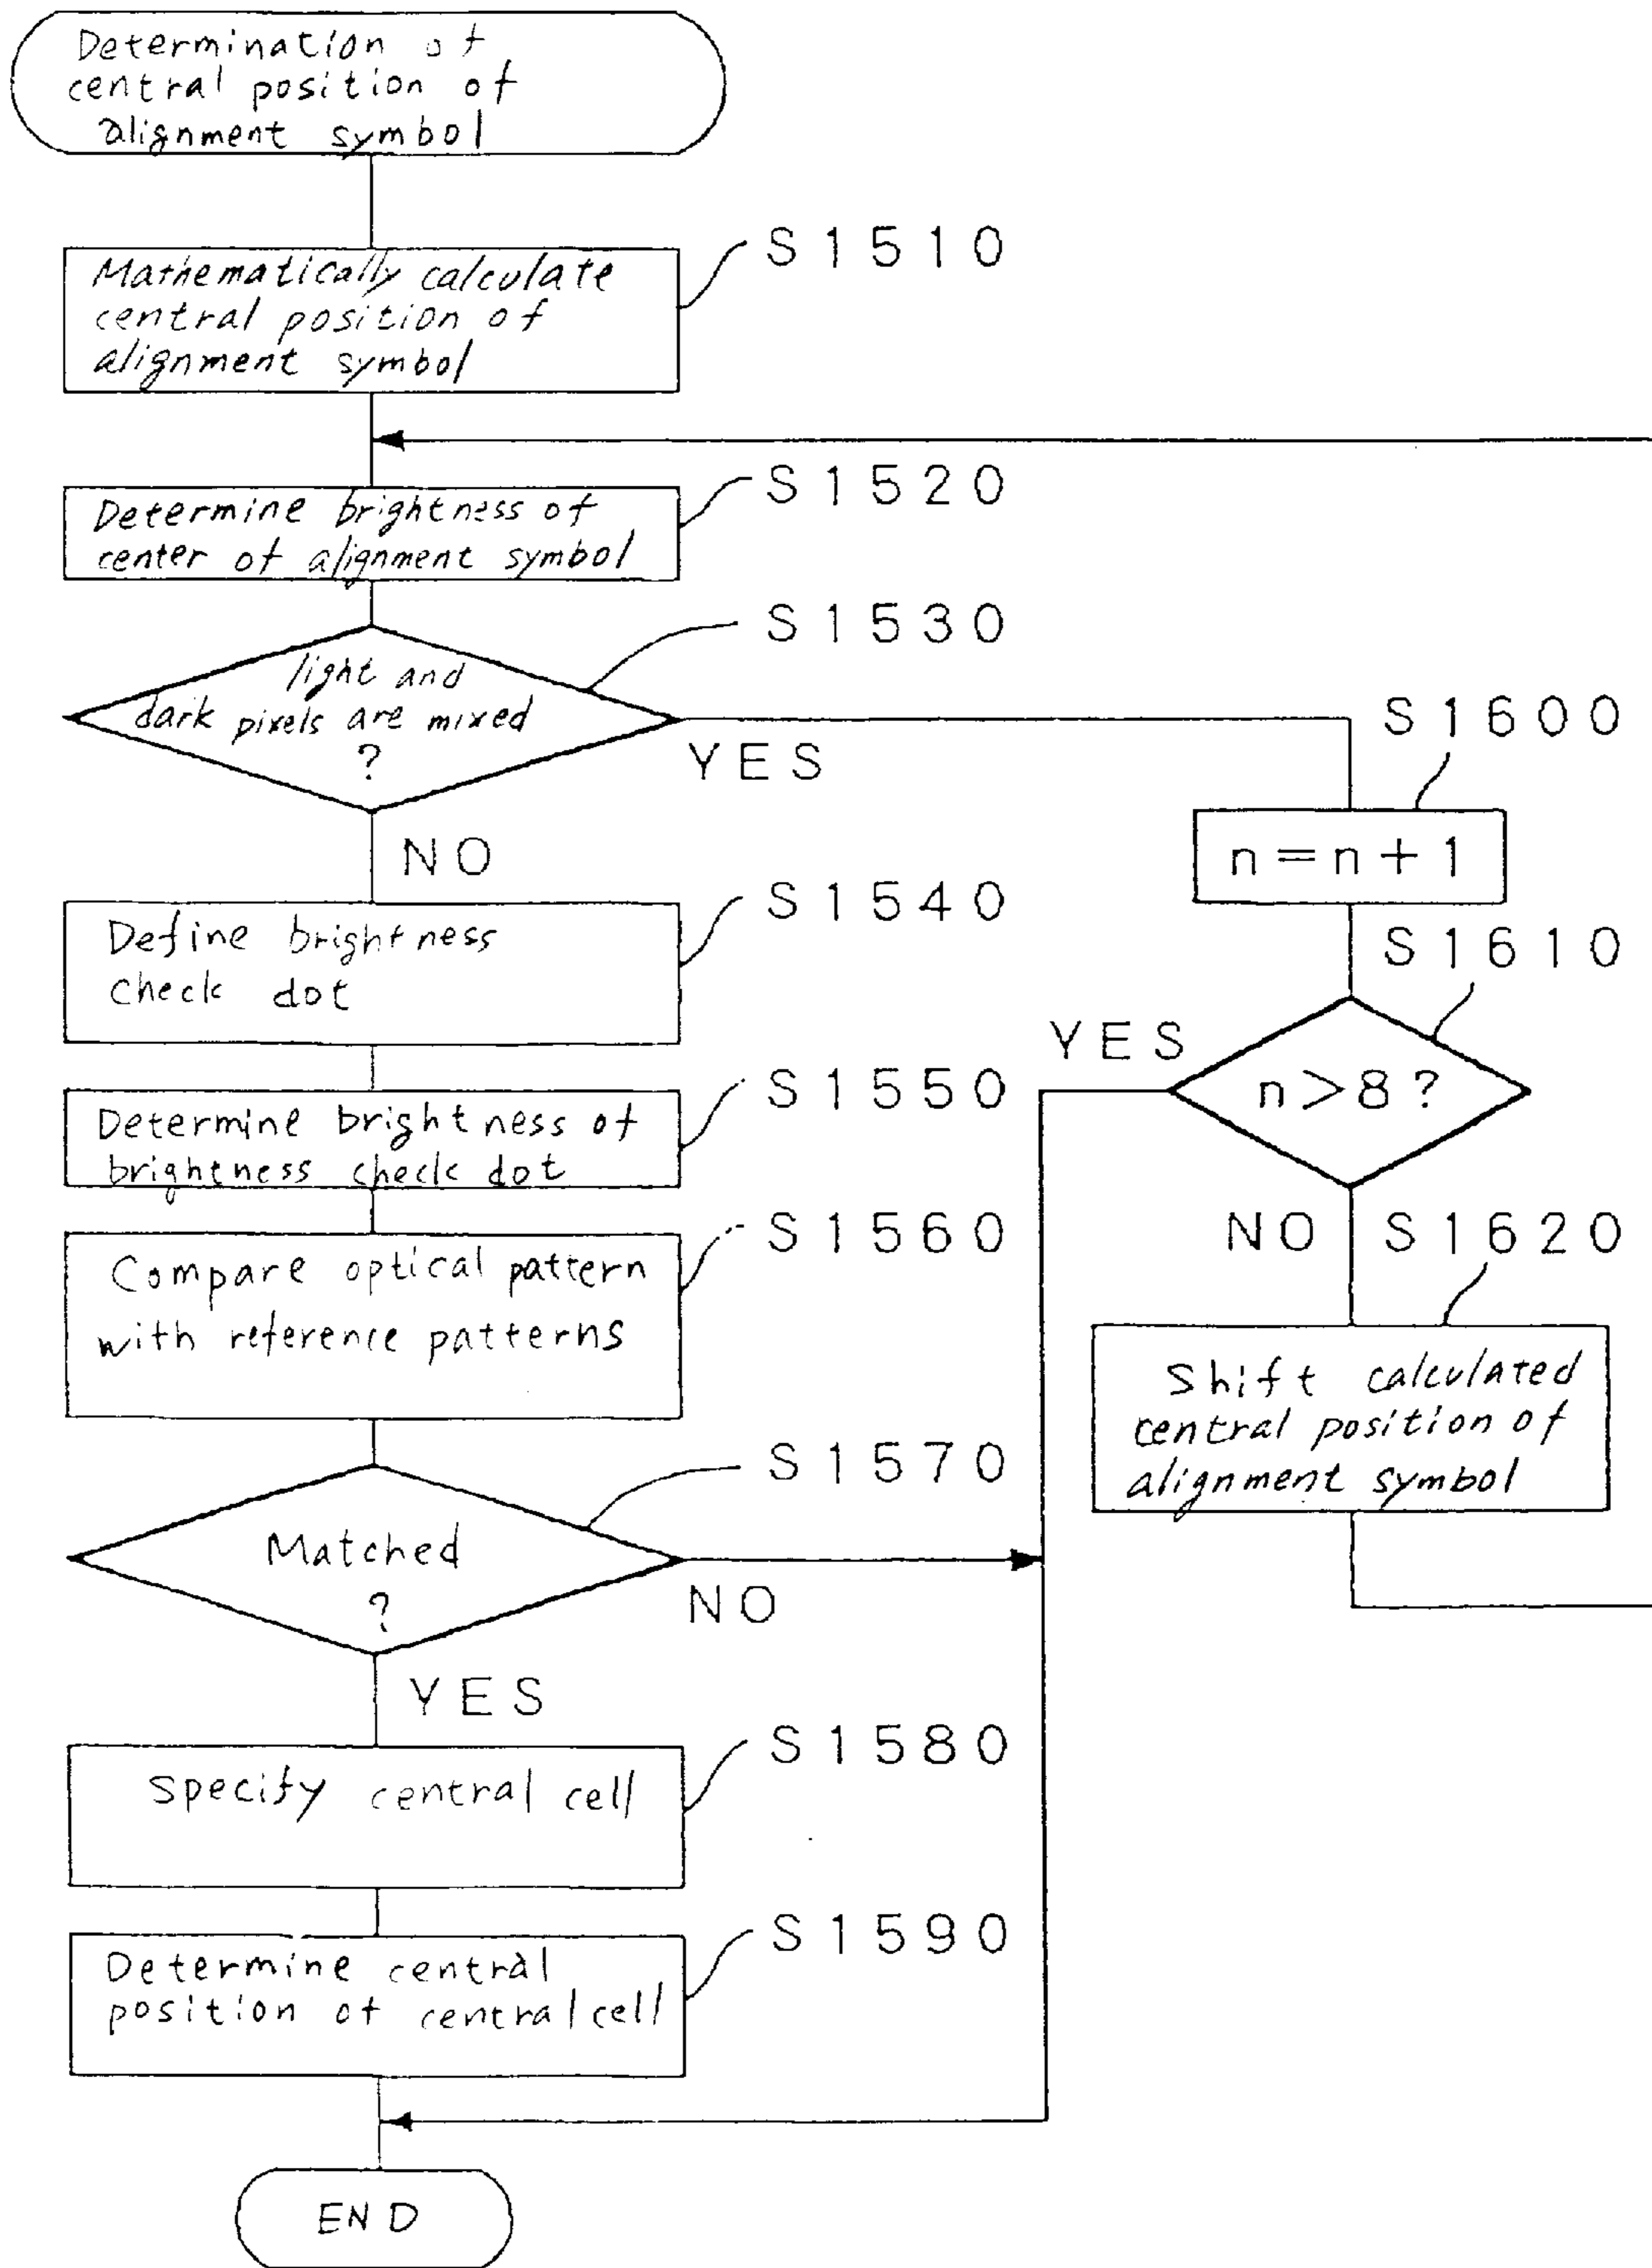 Determination of
central position of
alignment symbol
S1510
Mathematically calculate
central position of
alignment symbol
S1520
Determine brightness of
center of alignment symbol
S1530
light and
dark pixels are mixed
?
YES
NO
S1600
n=n+1
S1540
Define brightness
check dot
S1610
YES
n>8?
NO
S1550
Determine brightness of
brightness check dot
S1560
Compare optical pattern
with reference patterns
S1620
Shift calculated
central position of
alignment symbol
S1570
Matched
?
NO
YES
S1580
Specify central cell
S1590
Determine central
position of central cell
END